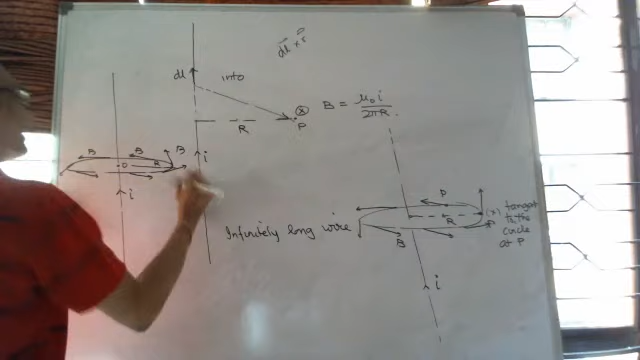 dl × r
dl
into
⊗
B = μ₀i / 2πR
R
P
B
B
B
O
R
i
i
B
Infinitely long wire
P
R
(×) tangent
to the
circle
at P
B
i